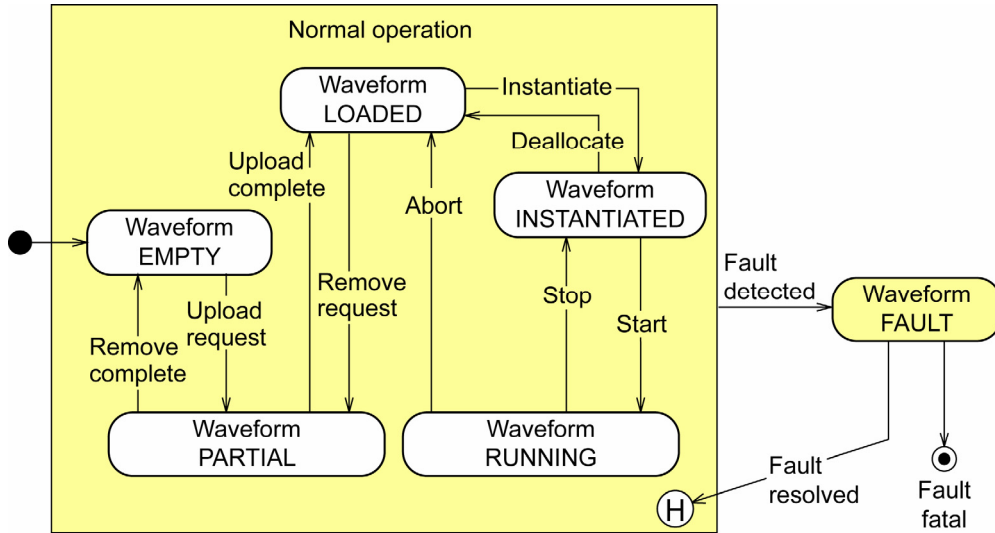 Normal operation
Waveform
LOADED
Instantiate
Deallocate
Upload
complete
Abort
Waveform
INSTANTIATED
Waveform
EMPTY
Remove
request
Upload
request
Stop
Start
Remove
complete
Fault
detected
Waveform
FAULT
Waveform
PARTIAL
Waveform
RUNNING
Fault
resolved
H
Fault
fatal